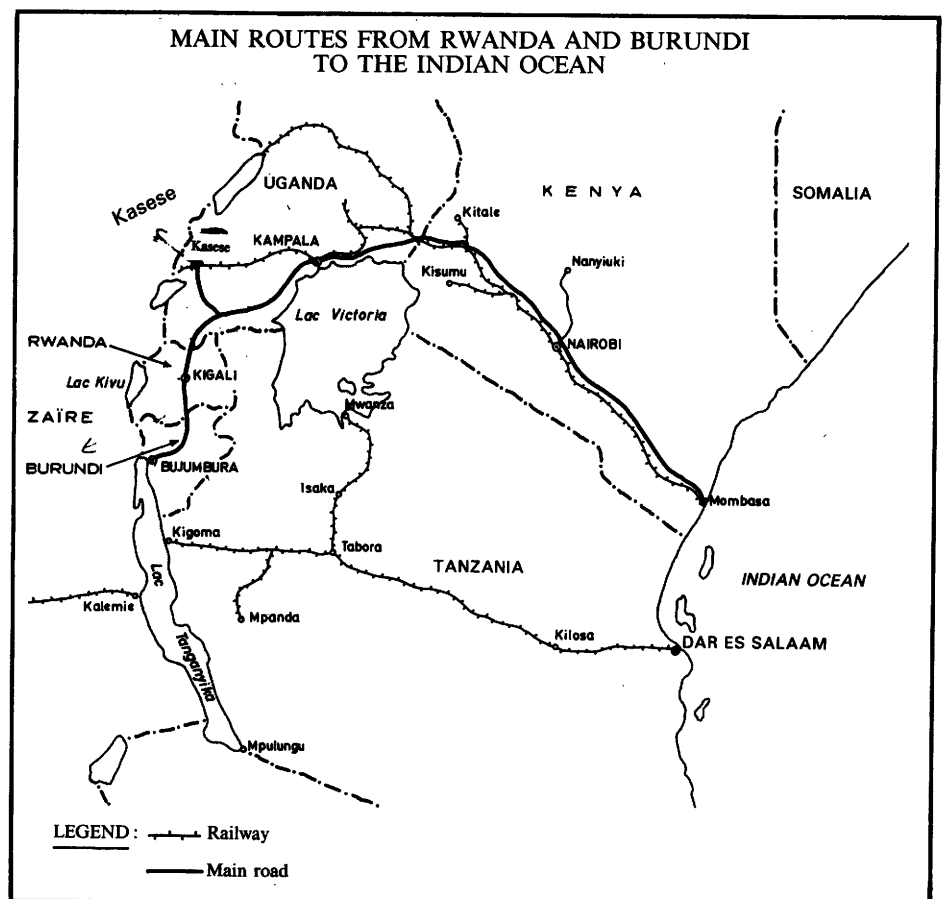 MAIN ROUTES FROM RWANDA AND BURUNDI
TO THE INDIAN OCEAN
UGANDA
KENYA
SOMALIA
Kasese
Kasese
KAMPALA
Kitale
Kisumu
Nanyiuki
Lac Victoria
NAIROBI
RWANDA
KIGALI
Lac Kivu
ZAÏRE
Mwanza
BURUNDI
BUJUMBURA
Isaka
Mombasa
Kigoma
Tabora
TANZANIA
INDIAN OCEAN
Kalemie
Lac Tanganyika
Mpanda
Kilosa
DAR ES SALAAM
Mpulungu
LEGEND :
Railway
Main road